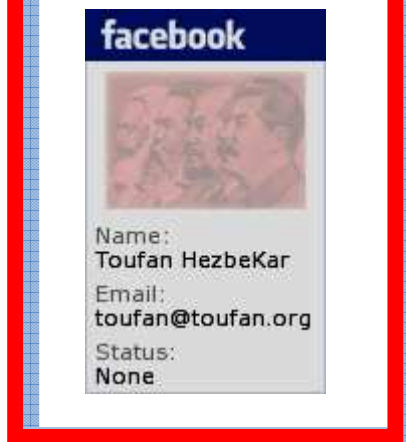 facebook
Name:
Toufan HezbeKar
Email:
toufan@toufan.org
Status:
None